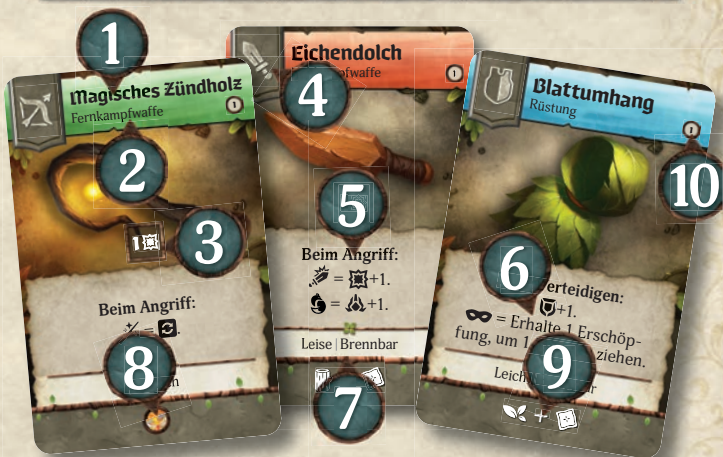 1
Magisches Zündholz
Fernkampfwaffe
1
2
3
1
Beim Angriff:
=
8
Eichendolch
1
4
5
Beim Angriff:
= +1.
= +1.
Leise | Brennbar
7
Blattumhang
Rüstung
1
10
6
+1.
= Erhalte 1 Erschöp-
fung, um 1 ziehen.
9
+